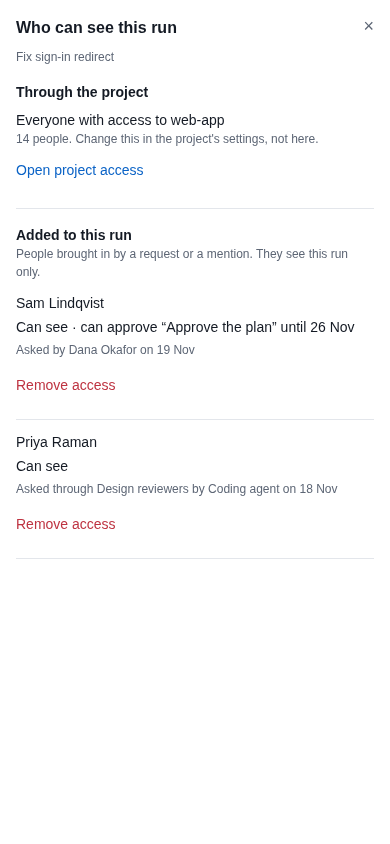 Who can see this run
×
Fix sign-in redirect
Through the project
Everyone with access to web-app
14 people. Change this in the project's settings, not here.
Open project access
Added to this run
People brought in by a request or a mention. They see this run
only.
Sam Lindqvist
Can see · can approve “Approve the plan” until 26 Nov
Asked by Dana Okafor on 19 Nov
Remove access
Priya Raman
Can see
Asked through Design reviewers by Coding agent on 18 Nov
Remove access